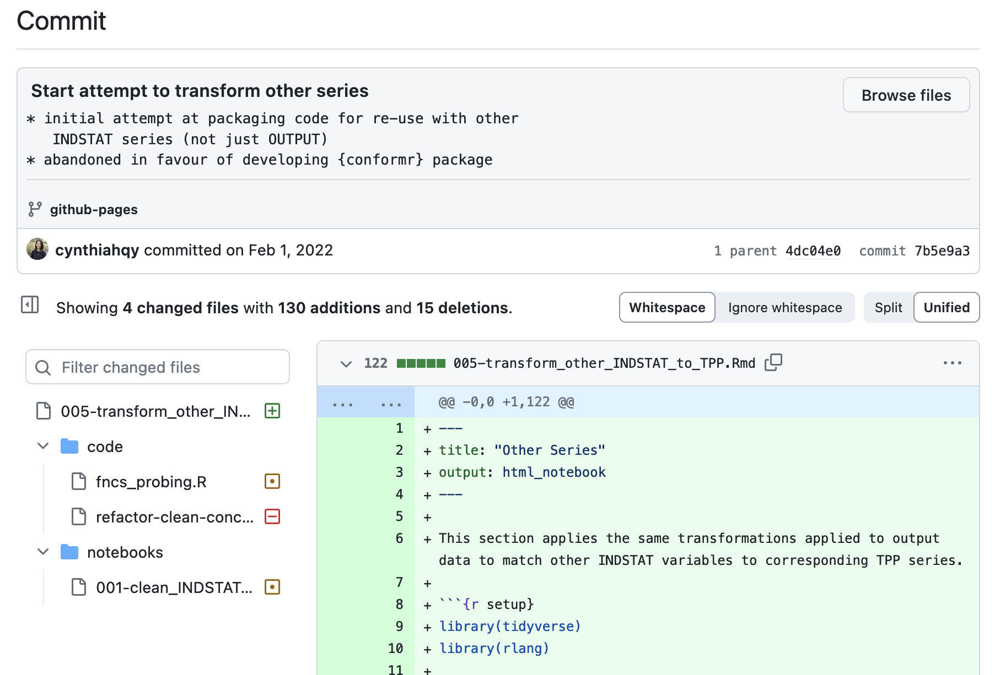 Commit
Start attempt to transform other series
Browse files
* initial attempt at packaging code for re-use with other
INDSTAT series (not just OUTPUT)
* abandoned in favour of developing {conformr} package
github-pages
cynthiahqy committed on Feb 1, 2022
1 parent 4dc04e0 commit 7b5e9a3
Showing 4 changed files with 130 additions and 15 deletions.
Whitespace Ignore whitespace Split Unified
Filter changed files
005-transform_other_IN...
code
fncs_probing.R
refactor-clean-conc...
notebooks
001-clean_INDSTAT...
122 005-transform_other_INDSTAT_to_TPP.Rmd
... ... @@ -0,0 +1,122 @@
1 + ---
2 + title: "Other Series"
3 + output: html_notebook
4 + ---
5 +
6 + This section applies the same transformations applied to output
data to match other INDSTAT variables to corresponding TPP series.
7 +
8 + ```{r setup}
9 + library(tidyverse)
10 + library(rlang)
11 +